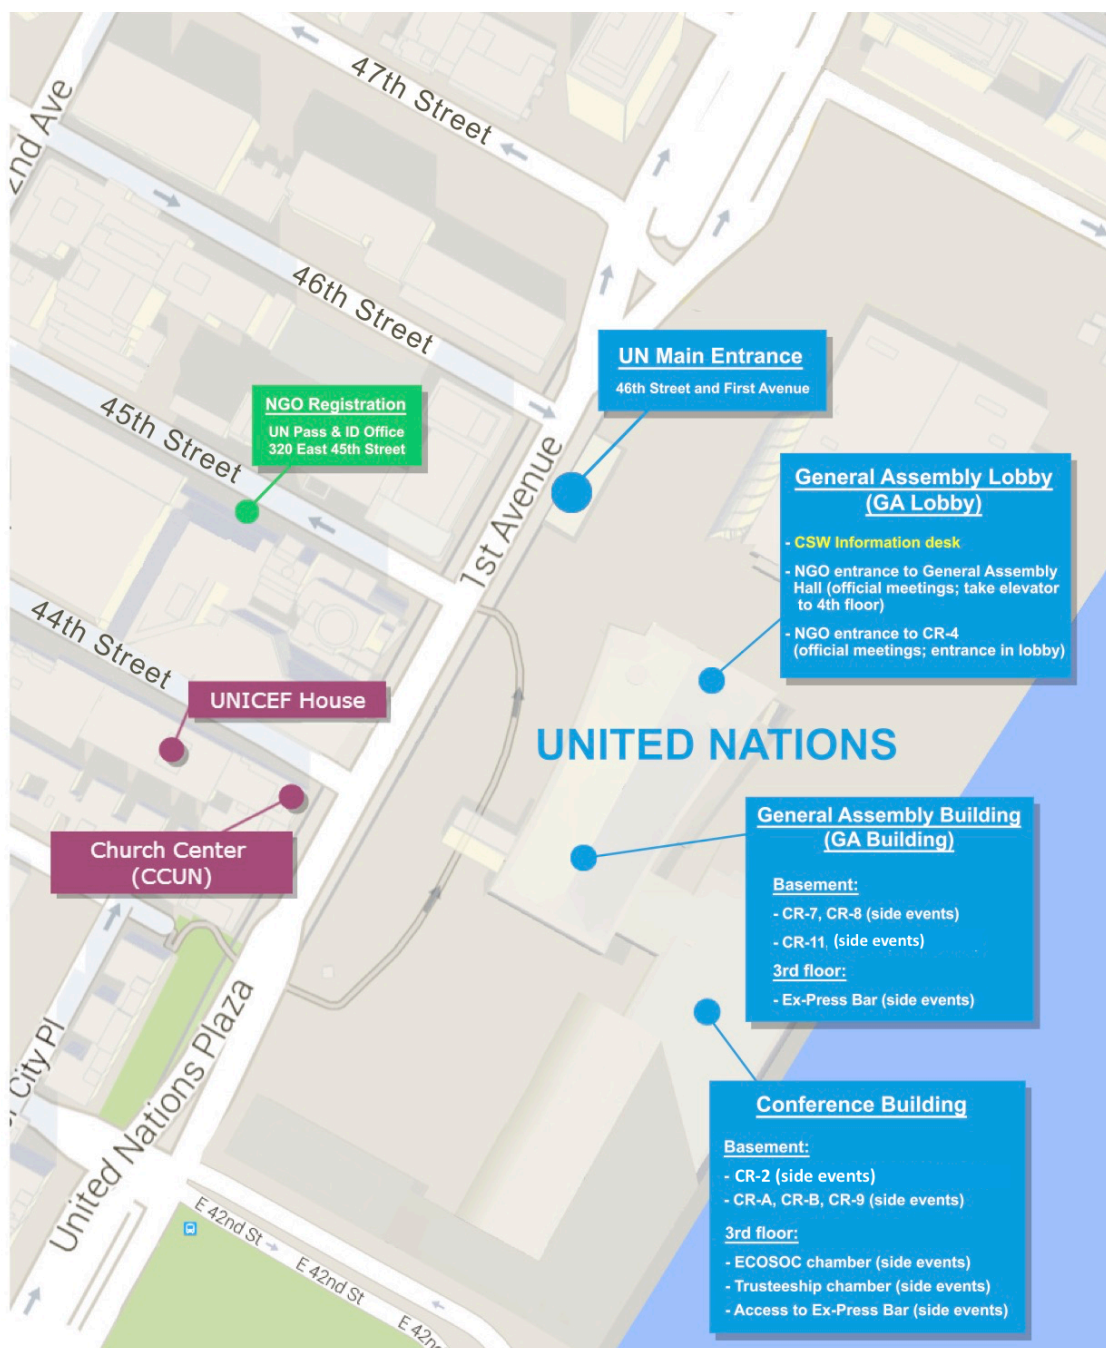 47th Street
2nd Ave
46th Street
UN Main Entrance
46th Street and First Avenue
NGO Registration
UN Pass & ID Office
320 East 45th Street
45th Street
1st Avenue
General Assembly Lobby
(GA Lobby)
- CSW Information desk
- NGO entrance to General Assembly
Hall (official meetings; take elevator
to 4th floor)
- NGO entrance to CR-4
(official meetings; entrance in lobby)
44th Street
UNICEF House
UNITED NATIONS
Church Center
(CCUN)
General Assembly Building
(GA Building)
Basement:
- CR-7, CR-8 (side events)
- CR-11, (side events)
3rd floor:
- Ex-Press Bar (side events)
City Pl
United Nations Plaza
Conference Building
Basement:
- CR-2 (side events)
- CR-A, CR-B, CR-9 (side events)
3rd floor:
- ECOSOC chamber (side events)
- Trusteeship chamber (side events)
- Access to Ex-Press Bar (side events)
E 42nd St
E 42nd St
E 42n